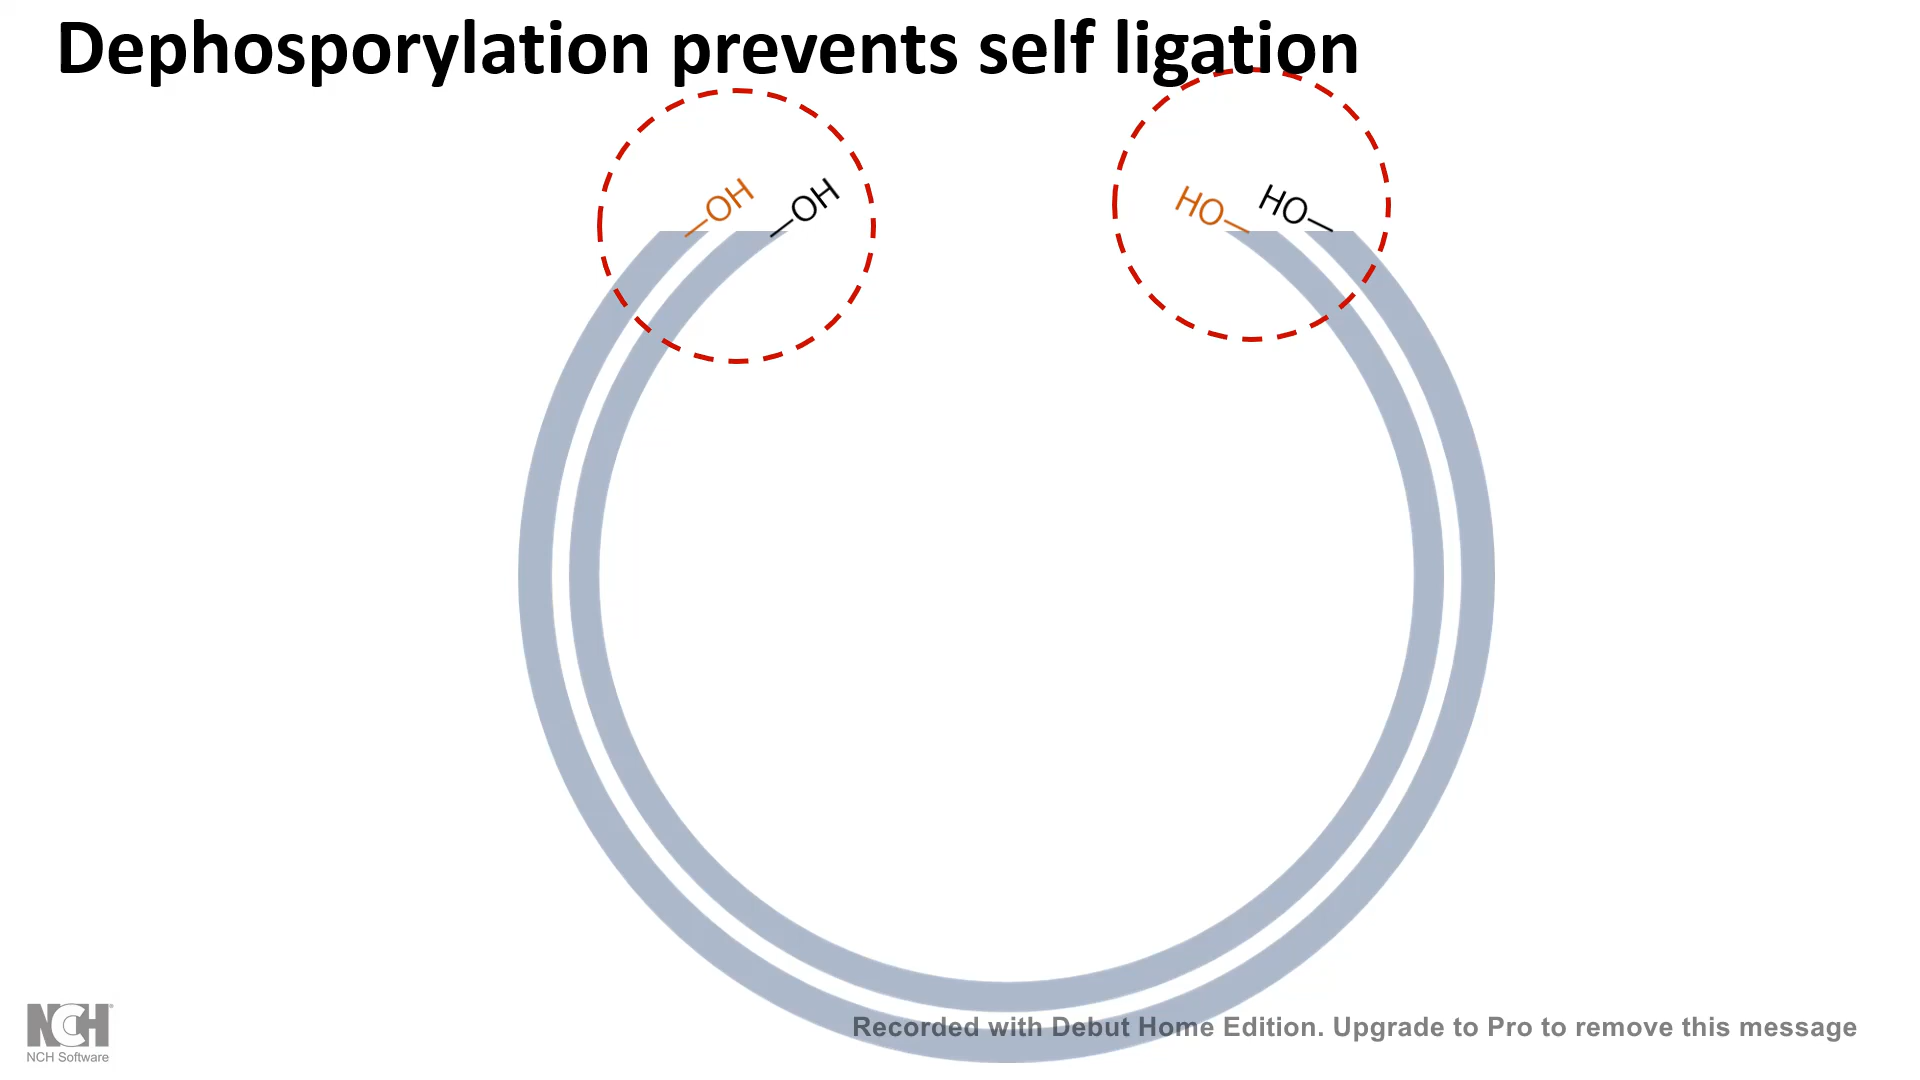 Dephosporylation prevents self ligation
OH
OH
HO
HO
NCH
NCH Software
Recorded with Debut Home Edition. Upgrade to Pro to remove this message